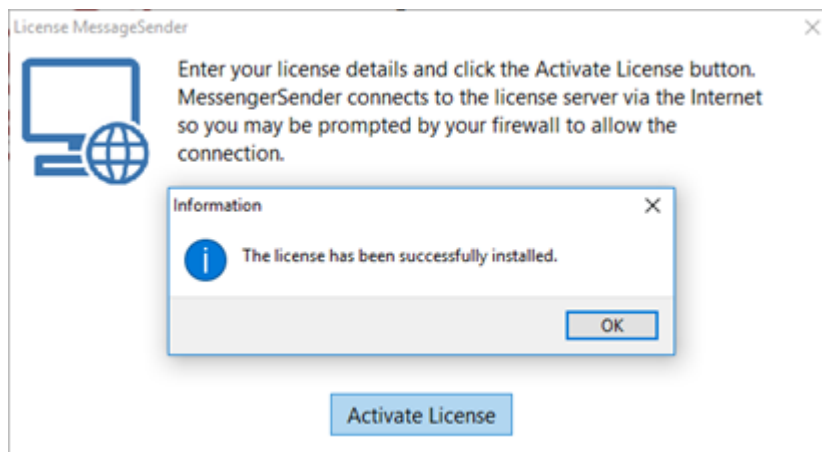 License MessageSender
Enter your license details and click the Activate License button.
MessengerSender connects to the license server via the Internet
so you may be prompted by your firewall to allow the
connection.
Information
The license has been successfully installed.
OK
Activate License